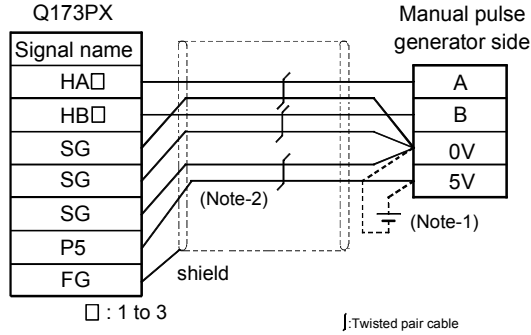 Q173PX
Manual pulse
generator side
Signal name
HA□
A
HB□
B
SG
0V
SG
5V
SG
(Note-2)
(Note-1)
P5
FG
shield
□ : 1 to 3
⌠:Twisted pair cable